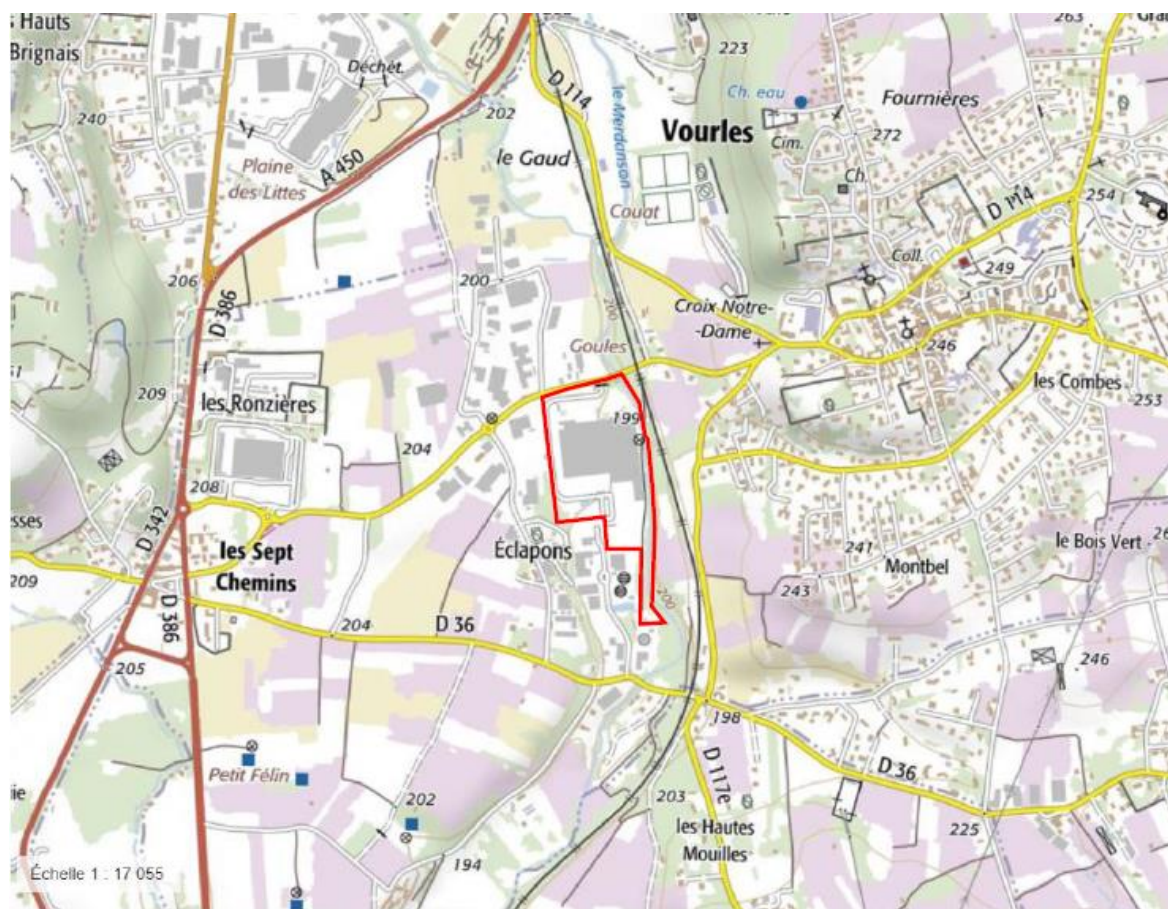 s Hauts
Brignais
240
Déchèt.
202
Plaine
des Littes
A 450
206
D 386
D 114
le Gaud
le Merdanson
Couat
Vourles
223
Ch. eau
Cim.
Ch.
272
Fournières
263
Gra
D 114
254
Coll.
249
246
Croix Notre-
-Dame
les Combes
253
200
200
Goules
199
209
les Ronzières
204
208
sses
D 342
les Sept
Chemins
209
D 386
205
204
D 36
Éclapons
200
241
Montbel
243
le Bois Vert
246
198
D 36
D 117e
203
les Hautes
Mouilles
225
Petit Félin
202
194
Échelle 1 : 17 055